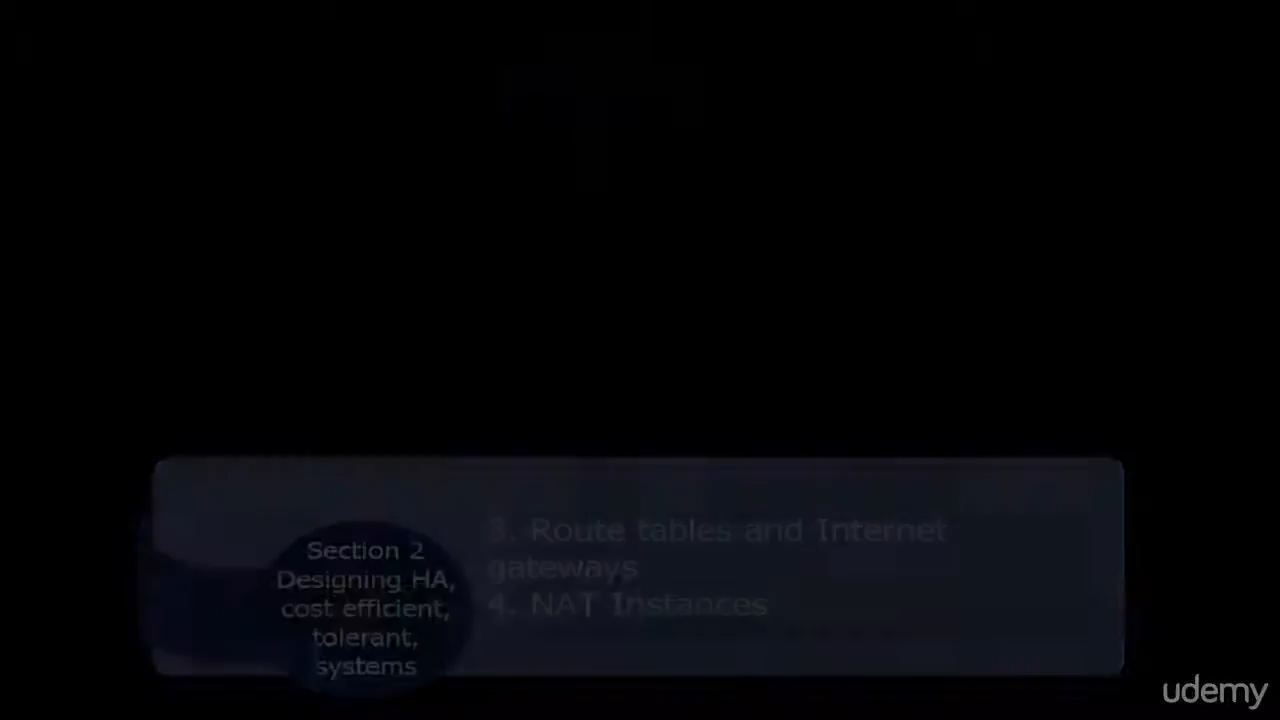 Section 2
Designing HA,
cost efficient,
tolerant,
systems
3. Route tables and Internet
gateways
4. NAT Instances
udemy